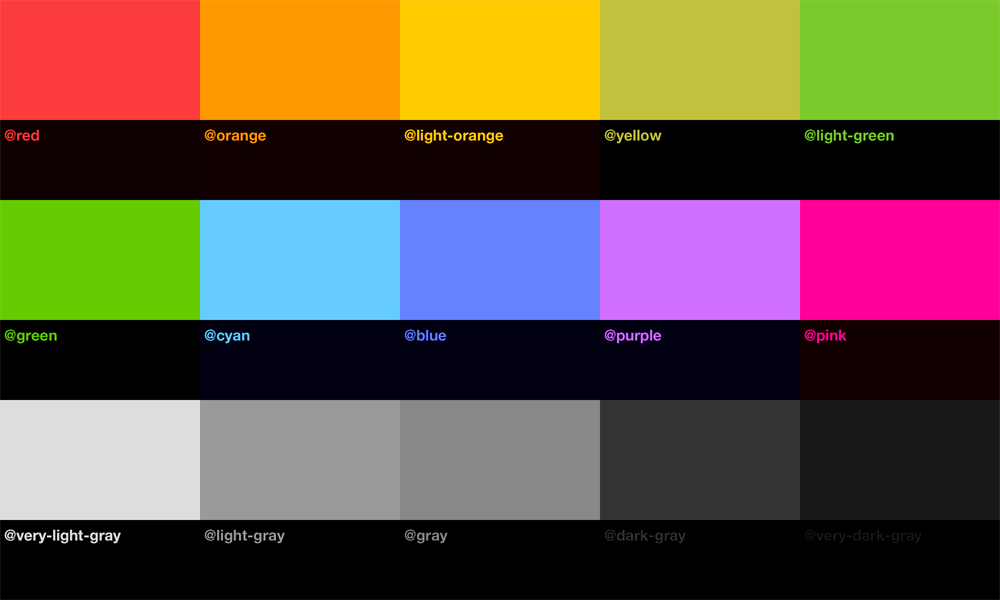 @red
@orange
@light-orange
@yellow
@light-green
@green
@cyan
@blue
@purple
@pink
@very-light-gray
@light-gray
@gray
@dark-gray
@very-dark-gray